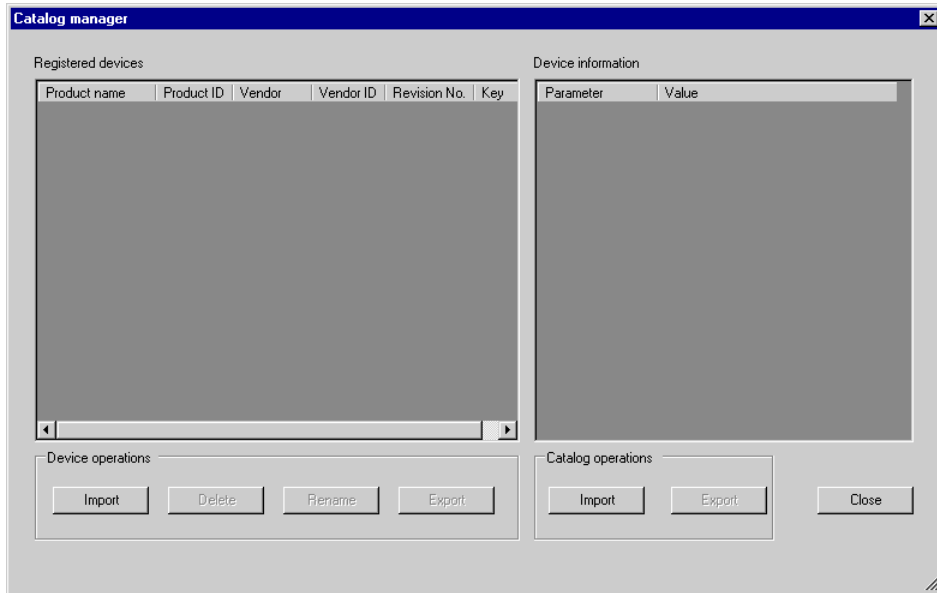 Catalog manager
Registered devices
Device information
Product name Product ID Vendor Vendor ID Revision No. Key
Parameter Value
Device operations
Catalog operations
Import Delete Rename Export
Import Export
Close